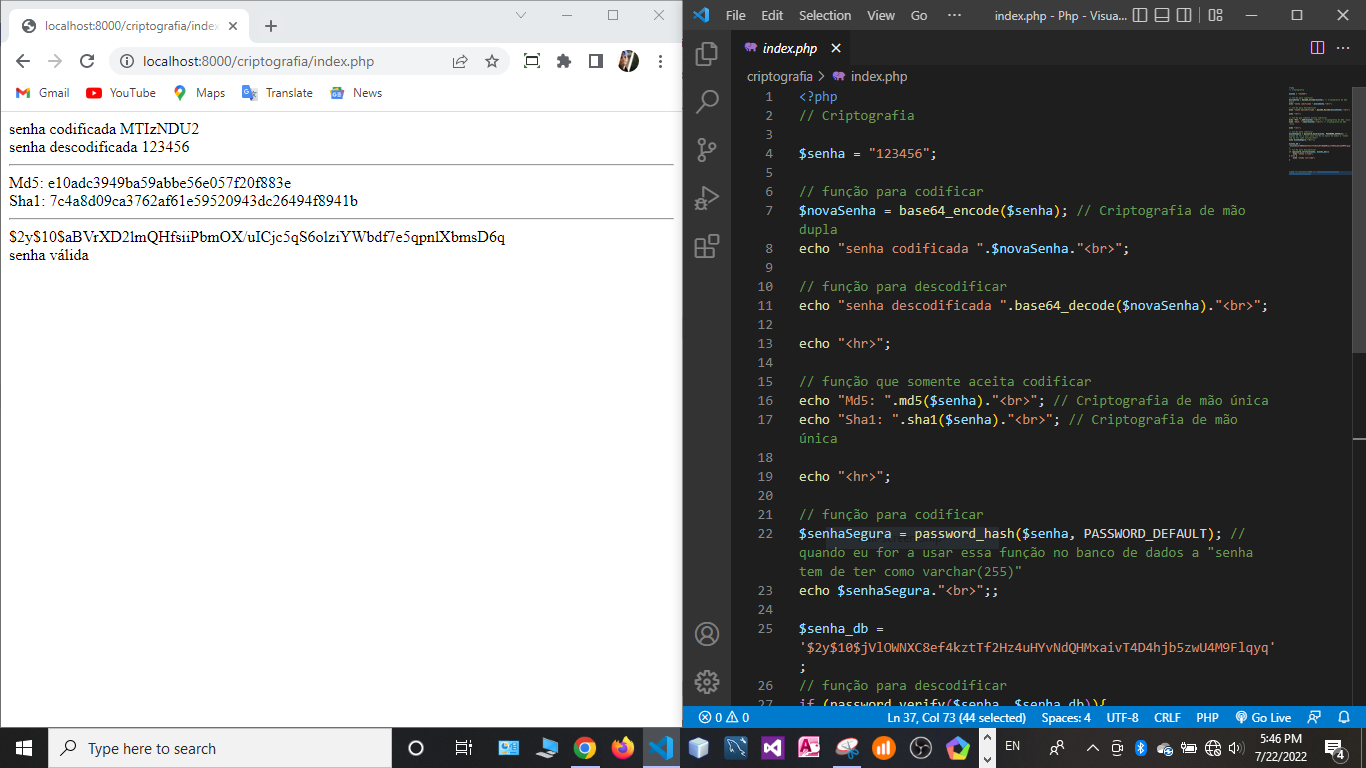 localhost:8000/criptografia/index
localhost:8000/criptografia/index.php
Gmail YouTube Maps Translate News
senha codificada MTIzNDU2
senha descodificada 123456
Md5: e10adc3949ba59abbe56e057f20f883e
Sha1: 7c4a8d09ca3762af61e59520943dc26494f8941b
$2y$10$aBVrXD2lmQHfsiiPbmOX/uICjc5qS6olziYWbdf7e5qpnlXbmsD6q
senha válida
File Edit Selection View Go ··· index.php - Php - Visua...
index.php
criptografia > index.php
1 <?php
2 // Criptografia
3
4 $senha = "123456";
5
6 // função para codificar
7 $novaSenha = base64_encode($senha); // Criptografia de mão
dupla
8 echo "senha codificada ".$novaSenha."<br>";
9
10 // função para descodificar
11 echo "senha descodificada ".base64_decode($novaSenha)."<br>";
12
13 echo "<hr>";
14
15 // função que somente aceita codificar
16 echo "Md5: ".md5($senha)."<br>"; // Criptografia de mão única
17 echo "Sha1: ".sha1($senha)."<br>"; // Criptografia de mão
única
18
19 echo "<hr>";
20
21 // função para codificar
22 $senhaSegura = password_hash($senha, PASSWORD_DEFAULT); //
quando eu for a usar essa função no banco de dados a "senha
tem de ter como varchar(255)"
23 echo $senhaSegura."<br>";;
24
25 $senha_db =
'$2y$10$jVlOWNXC8ef4kztTf2Hz4uHYvNdQHMxaivT4D4hjb5zwU4M9Flqyq'
;
26 // função para descodificar
27 if (password_verify($senha, $senha_db)){
0 0 Ln 37, Col 73 (44 selected) Spaces: 4 UTF-8 CRLF PHP Go Live
Type here to search
EN
5:46 PM
7/22/2022
4